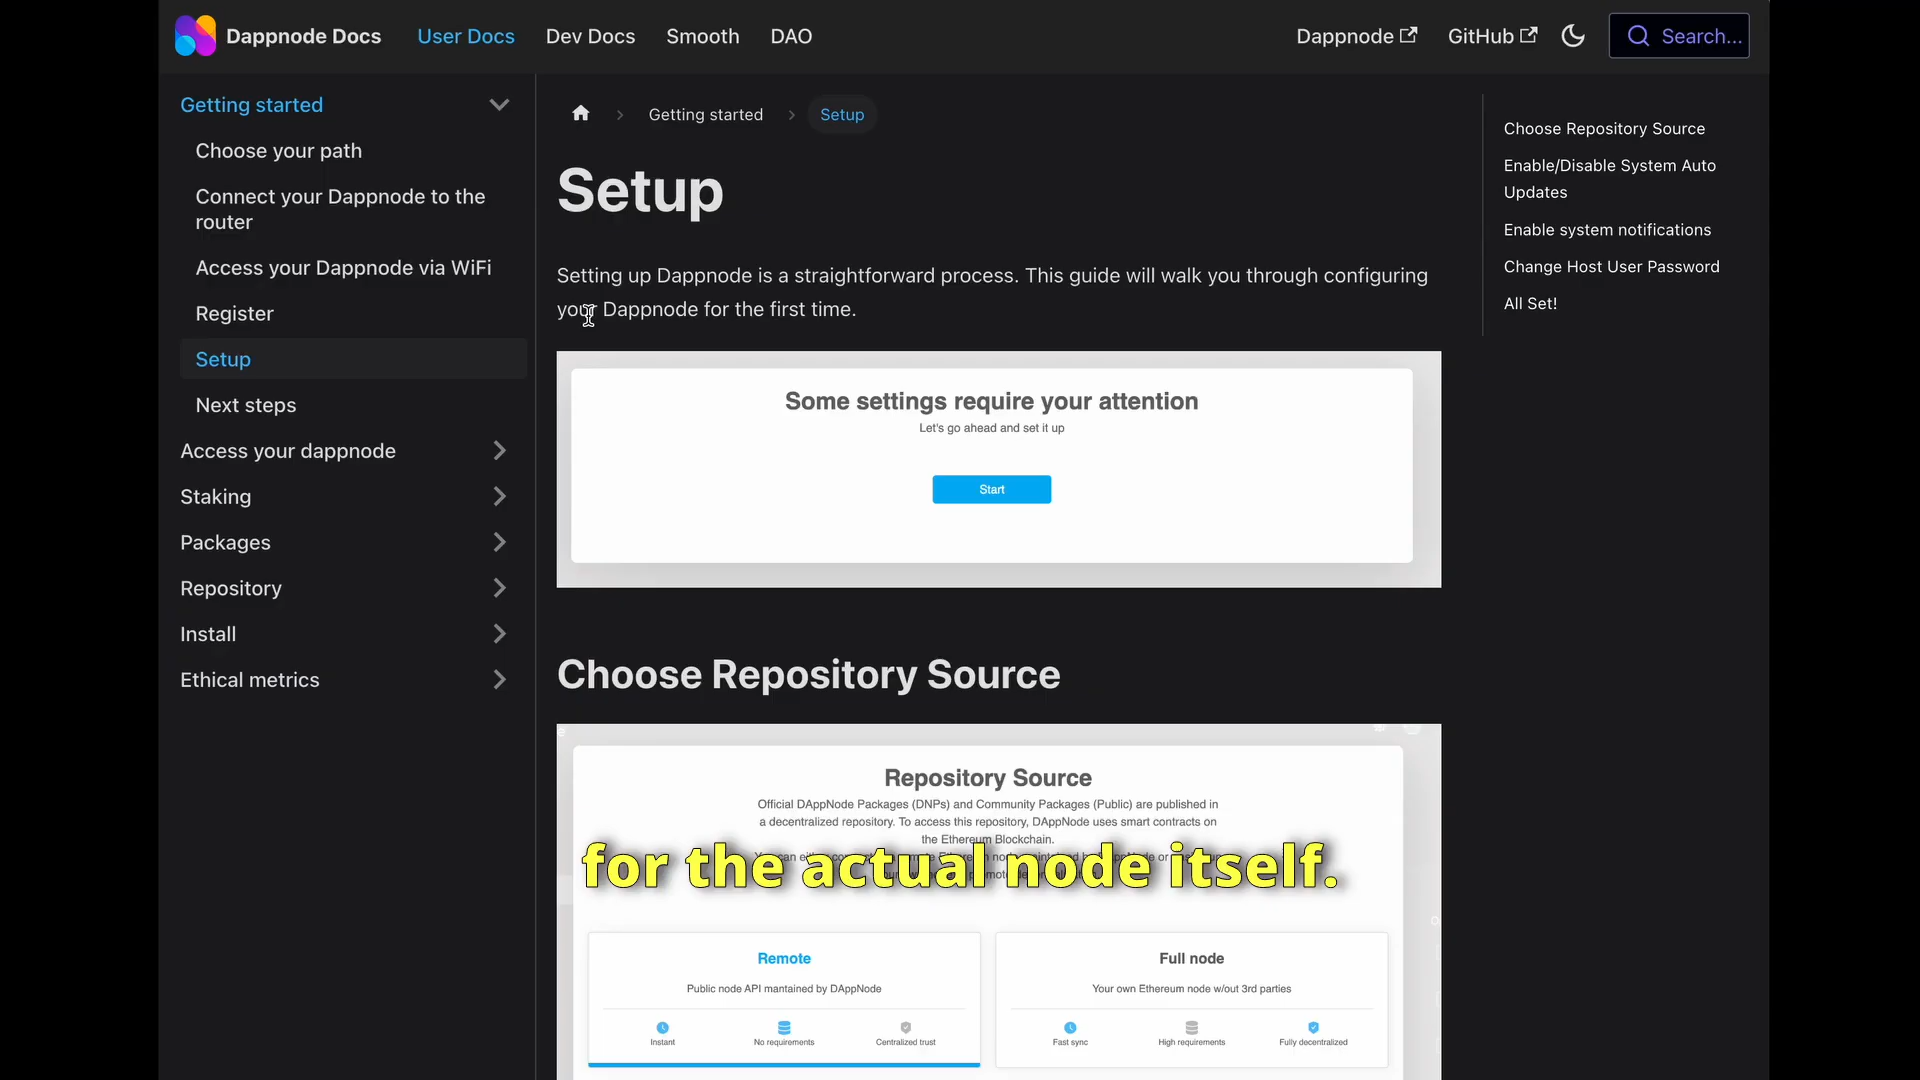 Dappnode Docs
User Docs
Dev Docs
Smooth
DAO
Dappnode
GitHub
Search...
Getting started
Choose your path
Connect your Dappnode to the
router
Access your Dappnode via WiFi
Register
Setup
Next steps
Access your dappnode
Staking
Packages
Repository
Install
Ethical metrics
Getting started
Setup
Setup
Setting up Dappnode is a straightforward process. This guide will walk you through configuring
your Dappnode for the first time.
Some settings require your attention
Let's go ahead and set it up
Start
Choose Repository Source
Repository Source
Official DAppNode Packages (DNPs) and Community Packages (Public) are published in
a decentralized repository. To access this repository, DAppNode uses smart contracts on
the Ethereum Blockchain.
for the actual node itself.
Remote
Public node API mantained by DAppNode
Instant
No requirements
Centralized trust
Full node
Your own Ethereum node w/out 3rd parties
Fast sync
High requirements
Fully decentralized
Choose Repository Source
Enable/Disable System Auto
Updates
Enable system notifications
Change Host User Password
All Set!